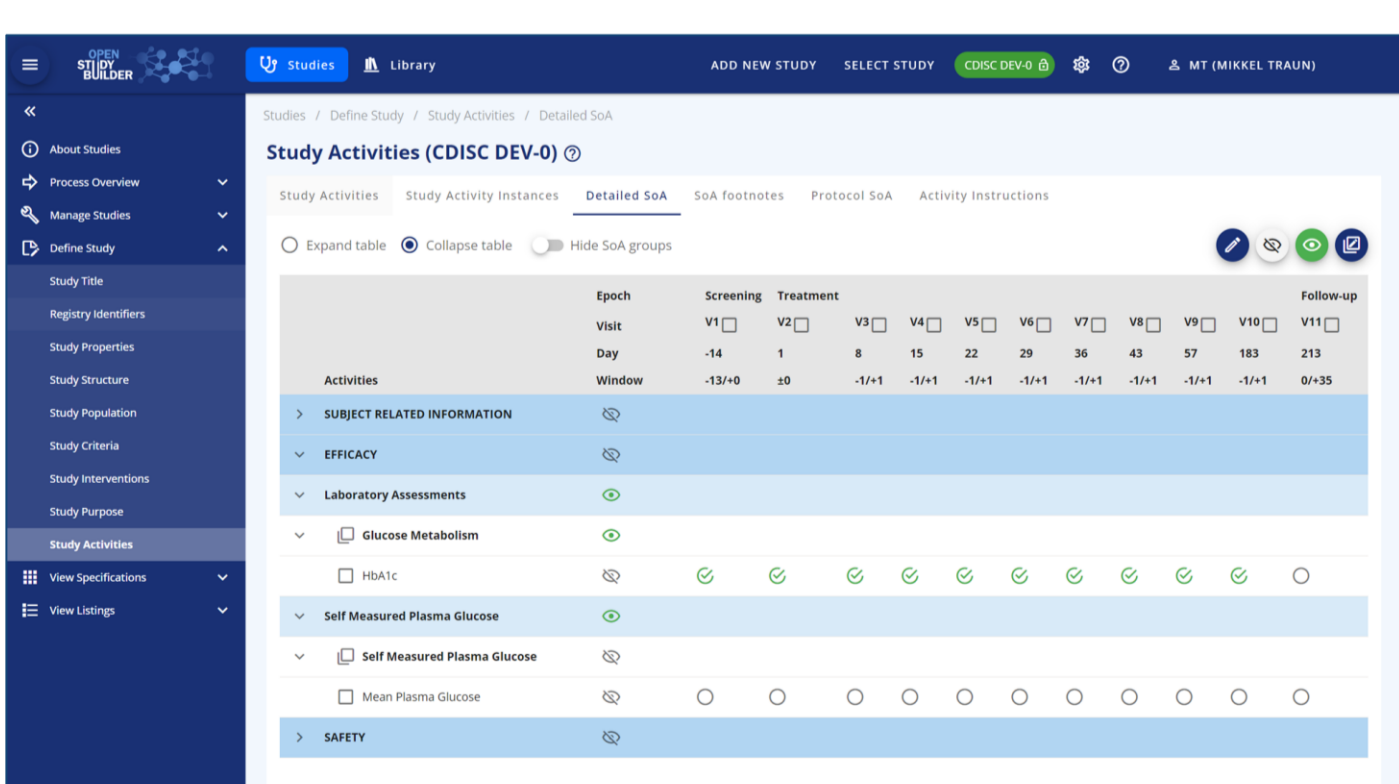 OPEN
STUDY
BUILDER
Studies
Library
ADD NEW STUDY
SELECT STUDY
CDISC DEV-0
MT (MIKKEL TRAUN)
About Studies
Process Overview
Manage Studies
Define Study
Study Title
Registry Identifiers
Study Properties
Study Structure
Study Population
Study Criteria
Study Interventions
Study Purpose
Study Activities
View Specifications
View Listings
Studies / Define Study / Study Activities / Detailed SoA
Study Activities (CDISC DEV-0)
Study Activities Study Activity Instances Detailed SoA SoA footnotes Protocol SoA Activity Instructions
Expand table Collapse table Hide SoA groups
Epoch Screening Treatment Follow-up
Visit V1 V2 V3 V4 V5 V6 V7 V8 V9 V10 V11
Day -14 1 8 15 22 29 36 43 57 183 213
Activities Window -13/+0 ±0 -1/+1 -1/+1 -1/+1 -1/+1 -1/+1 -1/+1 -1/+1 -1/+1 0/+35
SUBJECT RELATED INFORMATION
EFFICACY
Laboratory Assessments
Glucose Metabolism
HbA1c
Self Measured Plasma Glucose
Self Measured Plasma Glucose
Mean Plasma Glucose
SAFETY